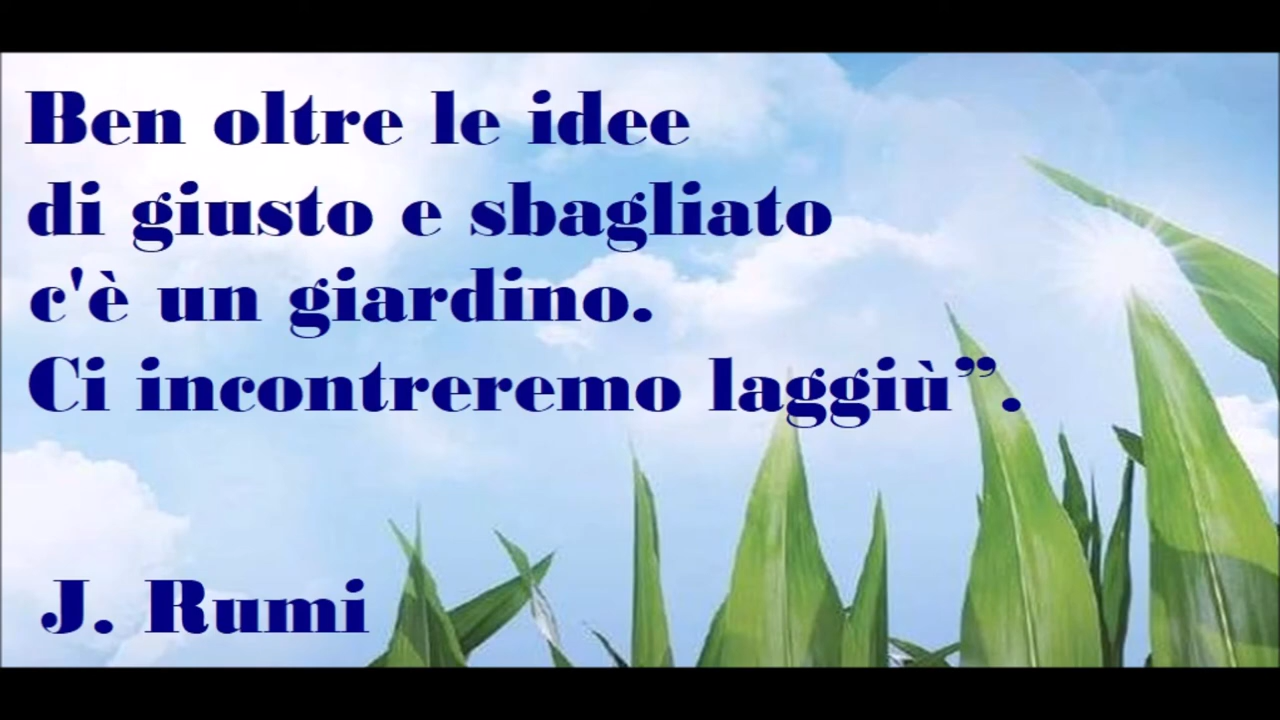 Ben oltre le idee
di giusto e sbagliato
c'è un giardino.
Ci incontreremo laggiù”.
J. Rumi